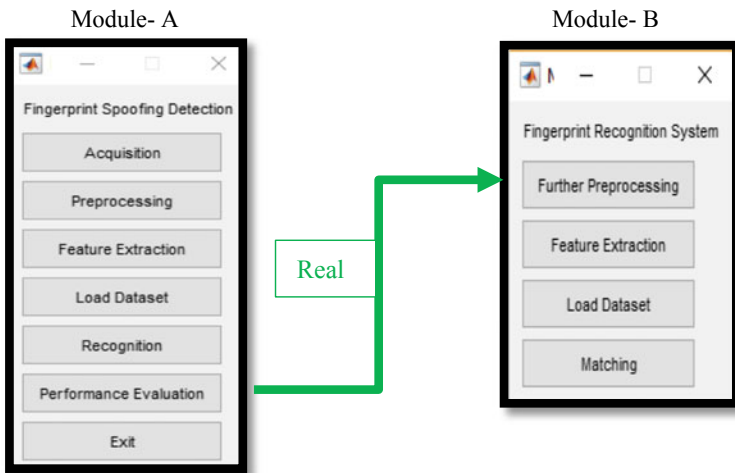 Module- A
Fingerprint Spoofing Detection
Acquisition
Preprocessing
Feature Extraction
Load Dataset
Recognition
Performance Evaluation
Exit
Real
Module- B
Fingerprint Recognition System
Further Preprocessing
Feature Extraction
Load Dataset
Matching